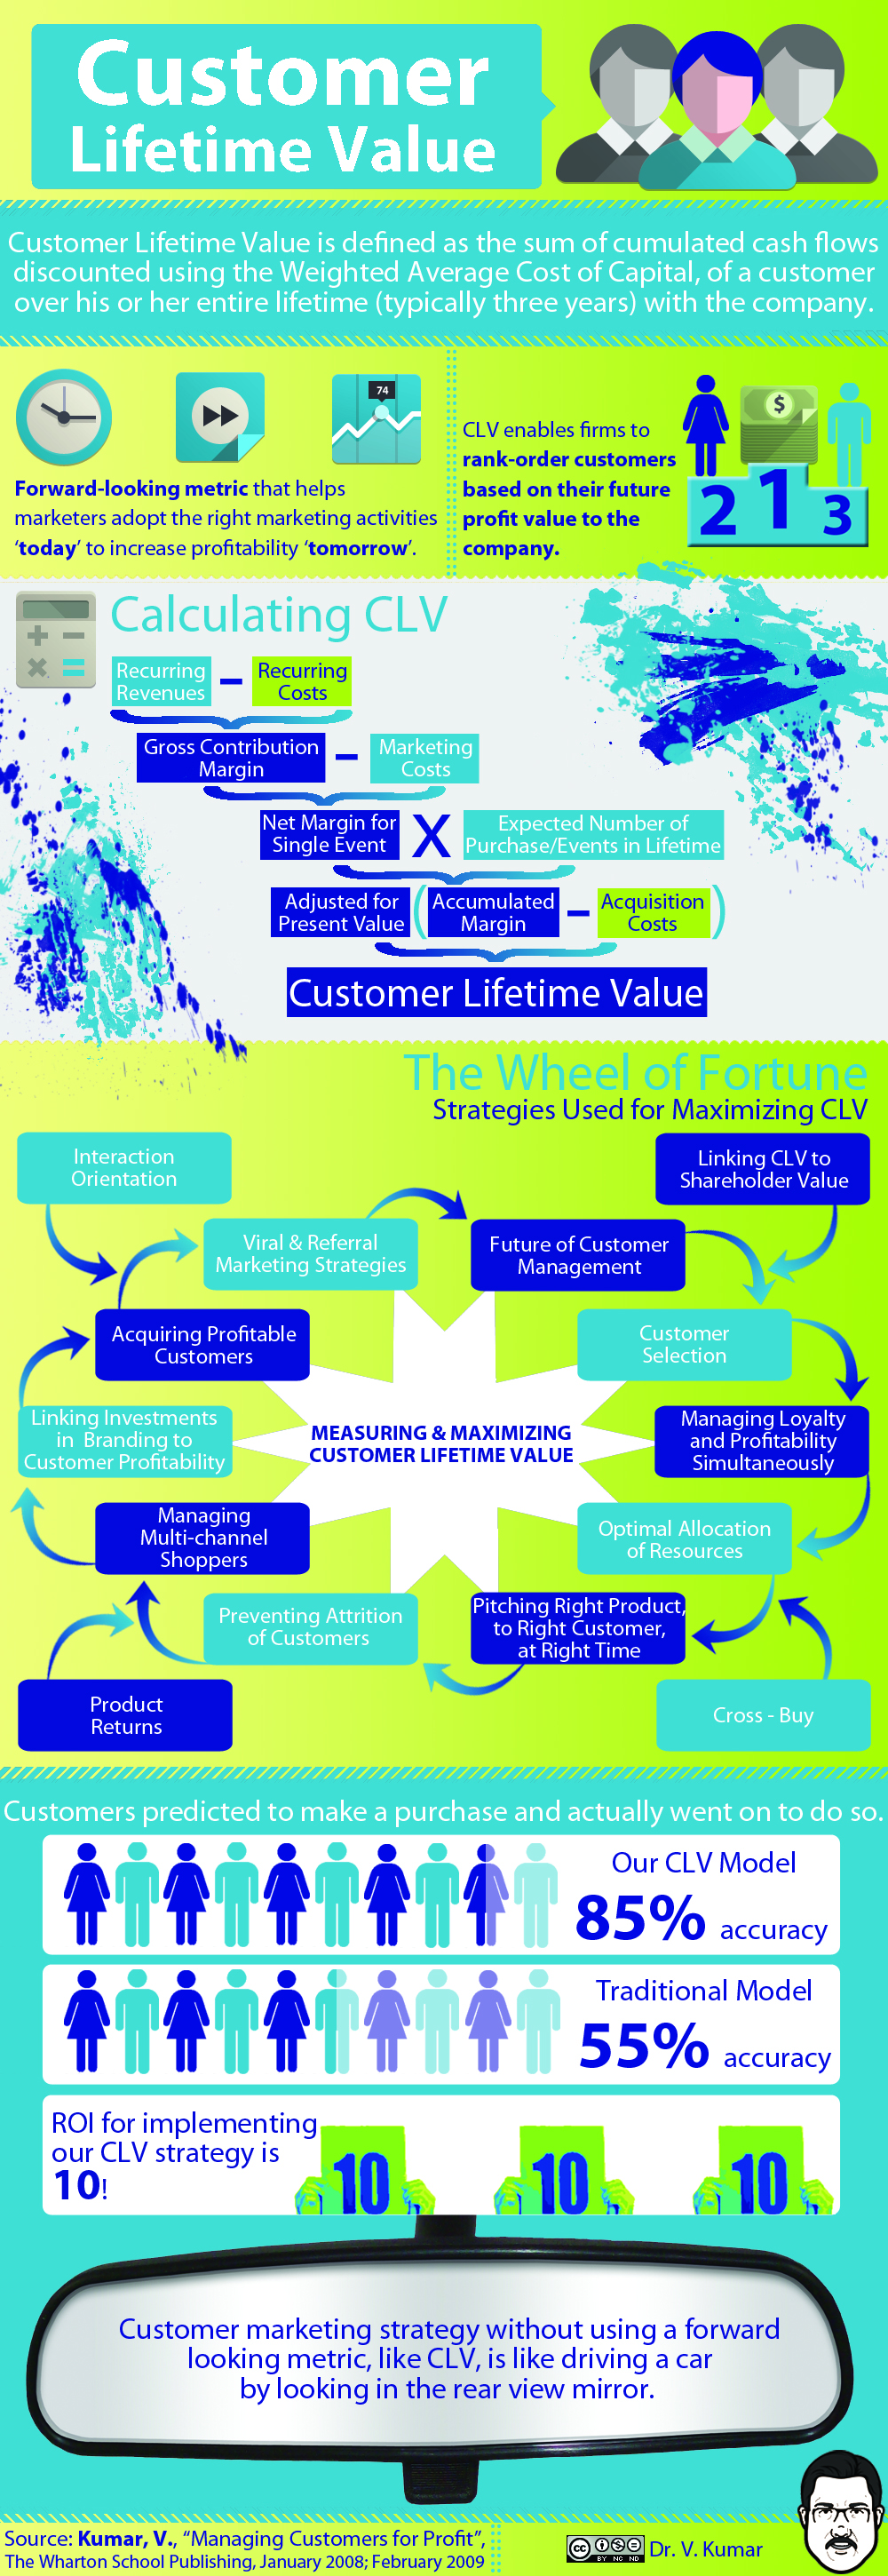 Customer
Lifetime Value
Customer Lifetime Value is defined as the sum of cumulated cash flows
discounted using the Weighted Average Cost of Capital, of a customer
over his or her entire lifetime (typically three years) with the company.
74
Forward-looking metric that helps
marketers adopt the right marketing activities
‘today’ to increase profitability ‘tomorrow’.
CLV enables firms to
rank-order customers
based on their future
profit value to the
company.
$
2 1 3
Calculating CLV
Recurring
Revenues
–
Recurring
Costs
Gross Contribution
Margin
–
Marketing
Costs
Net Margin for
Single Event
X
Expected Number of
Purchase/Events in Lifetime
Adjusted for
Present Value
(
Accumulated
Margin
–
Acquisition
Costs
)
Customer Lifetime Value
The Wheel of Fortune
Strategies Used for Maximizing CLV
Interaction
Orientation
Linking CLV to
Shareholder Value
Viral & Referral
Marketing Strategies
Future of Customer
Management
Acquiring Profitable
Customers
Customer
Selection
Linking Investments
in Branding to
Customer Profitability
MEASURING & MAXIMIZING
CUSTOMER LIFETIME VALUE
Managing Loyalty
and Profitability
Simultaneously
Managing
Multi-channel
Shoppers
Optimal Allocation
of Resources
Preventing Attrition
of Customers
Pitching Right Product,
to Right Customer,
at Right Time
Product
Returns
Cross - Buy
Customers predicted to make a purchase and actually went on to do so.
Our CLV Model
85% accuracy
Traditional Model
55% accuracy
ROI for implementing
our CLV strategy is
10!
10 10 10
Customer marketing strategy without using a forward
looking metric, like CLV, is like driving a car
by looking in the rear view mirror.
Source: Kumar, V., “Managing Customers for Profit”,
The Wharton School Publishing, January 2008; February 2009
cc BY NC ND
Dr. V. Kumar